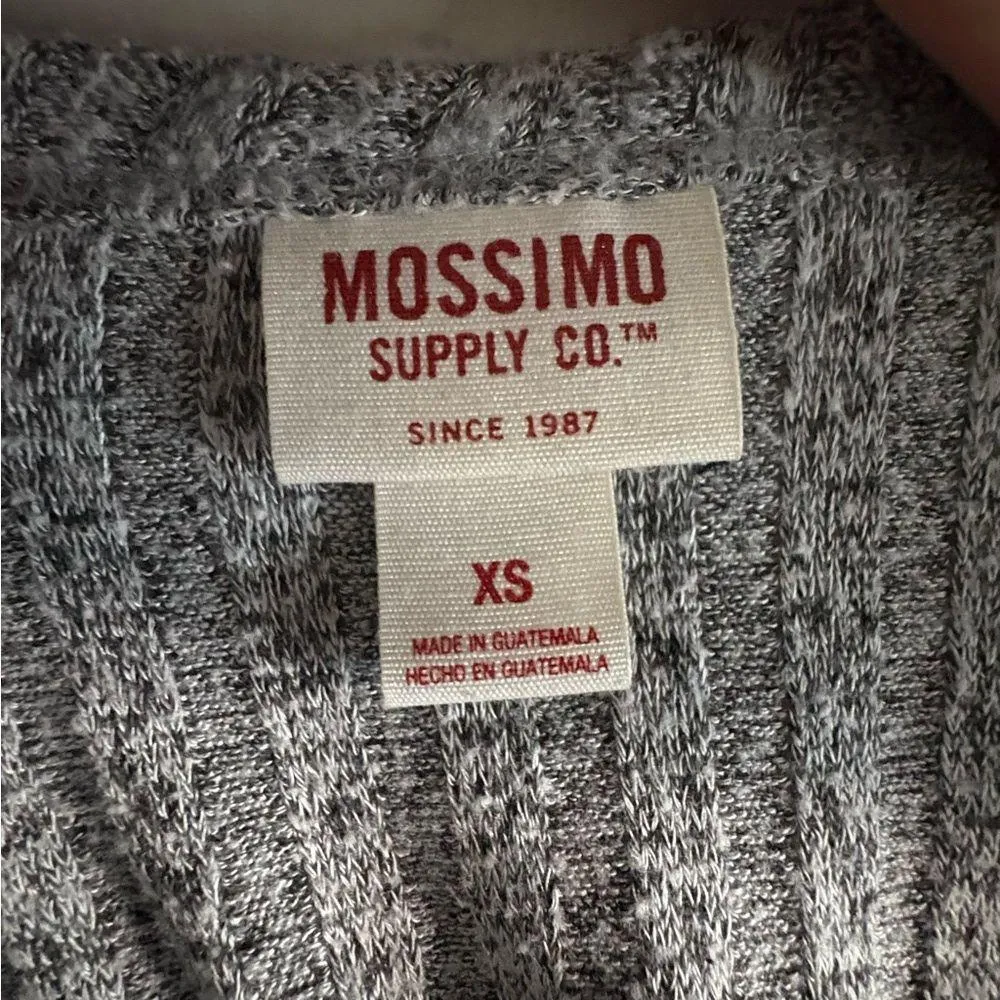 MOSSIMO
SUPPLY CO.™
SINCE 1987
XS
MADE IN GUATEMALA
HECHO EN GUATEMALA